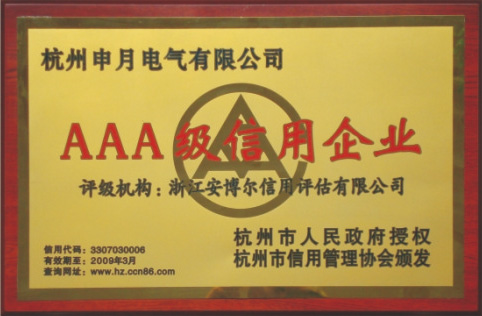 杭州申月电气有限公司
AAA级信用企业
评级机构：浙江安博尔信用评估有限公司
信用代码：3307030006
有效期至：2009年3月
查询网址：www.hz.ccn86.com
杭州市人民政府授权
杭州市信用管理协会颁发